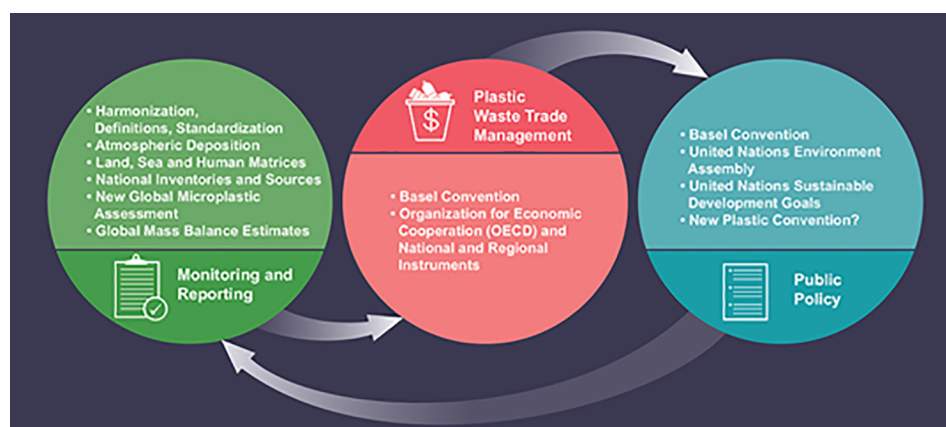 ▪ Harmonization,
Definitions, Standardization
▪ Atmospheric Deposition
▪ Land, Sea and Human Matrices
▪ National Inventories and Sources
▪ New Global Microplastic
Assessment
▪ Global Mass Balance Estimates
Monitoring and
Reporting
$
Plastic
Waste Trade
Management
▪ Basel Convention
▪ Organization for Economic
Cooperation (OECD) and
National and Regional
Instruments
▪ Basel Convention
▪ United Nations Environment
Assembly
▪ United Nations Sustainable
Development Goals
▪ New Plastic Convention?
Public
Policy